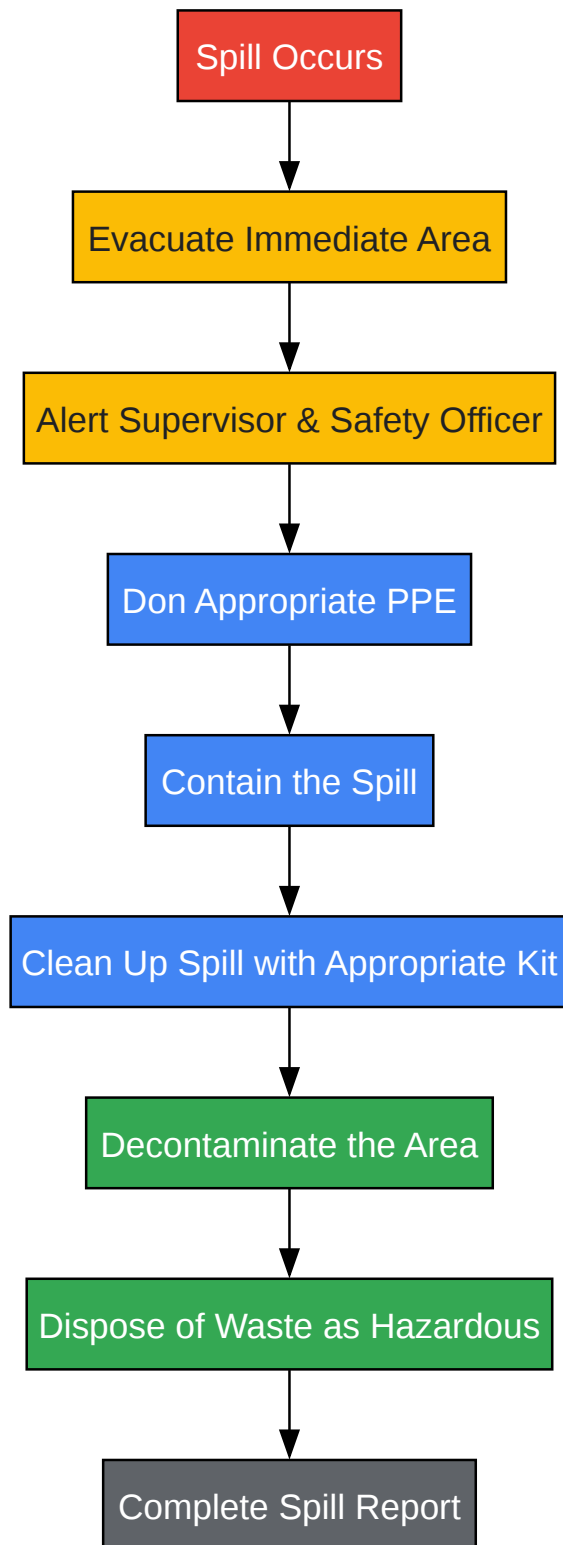 Spill Occurs
Evacuate Immediate Area
Alert Supervisor & Safety Officer
Don Appropriate PPE
Contain the Spill
Clean Up Spill with Appropriate Kit
Decontaminate the Area
Dispose of Waste as Hazardous
Complete Spill Report